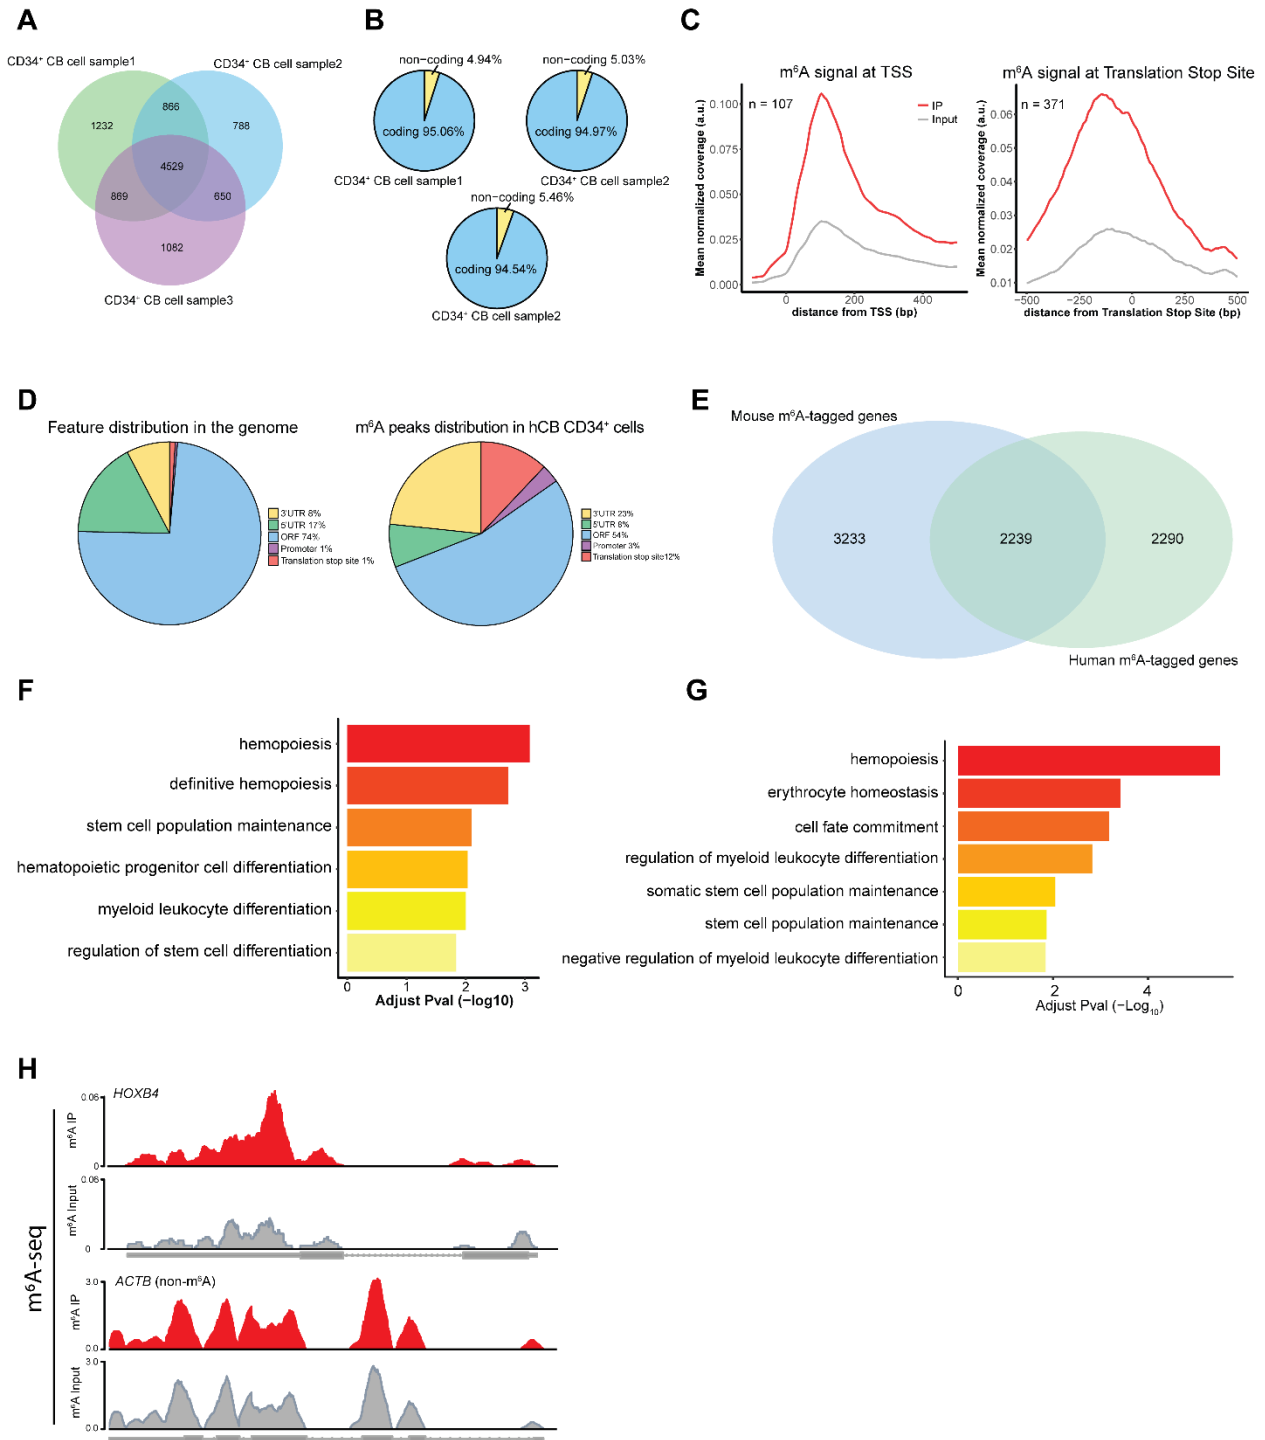 A
CD34⁺ CB cell sample1
CD34⁺ CB cell sample2
866
1232
788
4529
869
650
1082
CD34⁺ CB cell sample3
B
non−coding 4.94%
coding 95.06%
CD34⁺ CB cell sample1
non−coding 5.03%
coding 94.97%
CD34⁺ CB cell sample2
non−coding 5.46%
coding 94.54%
CD34⁺ CB cell sample2
C
m⁶A signal at TSS
n = 107
IP
Input
Mean normalized coverage (a.u.)
0.100
0.075
0.050
0.025
0.000
0
200
400
distance from TSS (bp)
m⁶A signal at Translation Stop Site
n = 371
Mean normalized coverage (a.u.)
0.06
0.05
0.04
0.03
0.02
0.01
−500
−250
0
250
500
distance from Translation Stop Site (bp)
D
Feature distribution in the genome
3'UTR 8%
5'UTR 17%
ORF 74%
Promoter 1%
Translation stop site 1%
m⁶A peaks distribution in hCB CD34⁺ cells
3'UTR 23%
5'UTR 8%
ORF 54%
Promoter 3%
Translation stop site12%
E
Mouse m⁶A-tagged genes
3233
2239
2290
Human m⁶A-tagged genes
F
hemopoiesis
definitive hemopoiesis
stem cell population maintenance
hematopoietic progenitor cell differentiation
myeloid leukocyte differentiation
regulation of stem cell differentiation
0
1
2
3
Adjust Pval (−log10)
G
hemopoiesis
erythrocyte homeostasis
cell fate commitment
regulation of myeloid leukocyte differentiation
somatic stem cell population maintenance
stem cell population maintenance
negative regulation of myeloid leukocyte differentiation
0
2
4
Adjust Pval (−Log₁₀)
H
m⁶A-seq
HOXB4
m⁶A IP
0.06
0
m⁶A Input
0.06
0
ACTB (non-m⁶A)
m⁶A IP
3.0
0.0
m⁶A Input
3.0
0.0